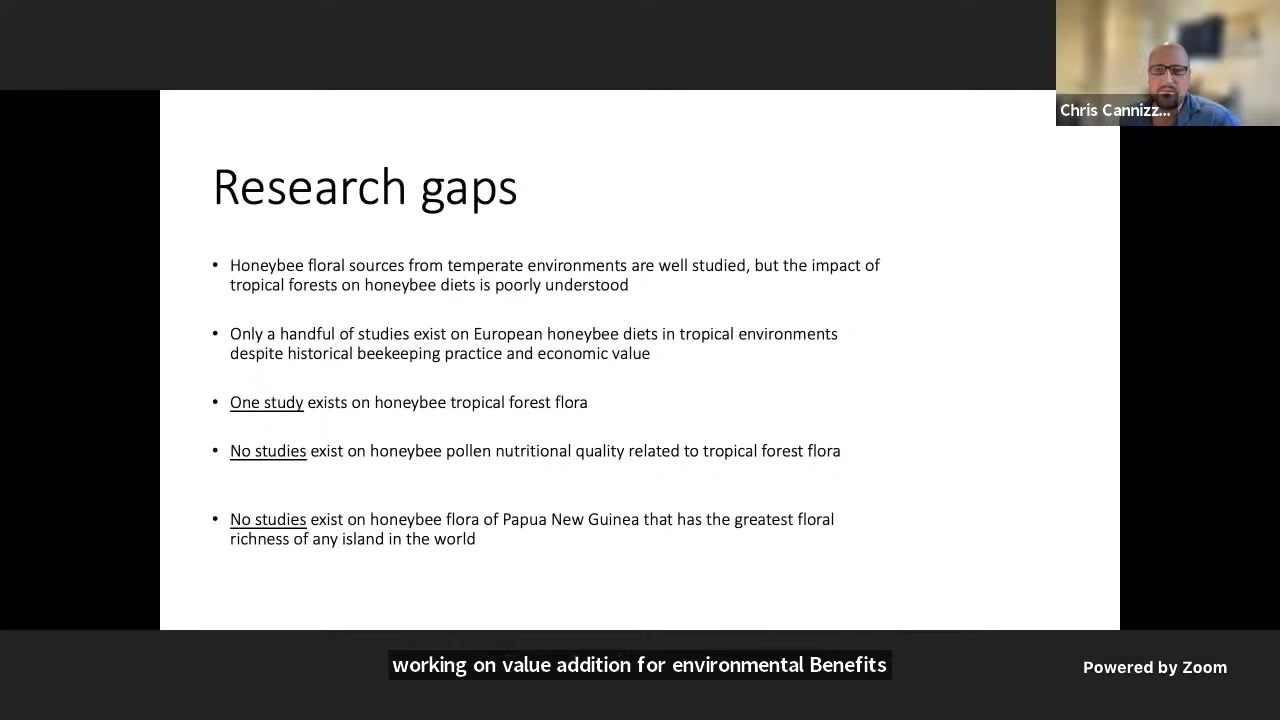 Chris Cannizz...
Research gaps
• Honeybee floral sources from temperate environments are well studied, but the impact of
tropical forests on honeybee diets is poorly understood
• Only a handful of studies exist on European honeybee diets in tropical environments
despite historical beekeeping practice and economic value
• One study exists on honeybee tropical forest flora
• No studies exist on honeybee pollen nutritional quality related to tropical forest flora
• No studies exist on honeybee flora of Papua New Guinea that has the greatest floral
richness of any island in the world
working on value addition for environmental Benefits
Powered by Zoom